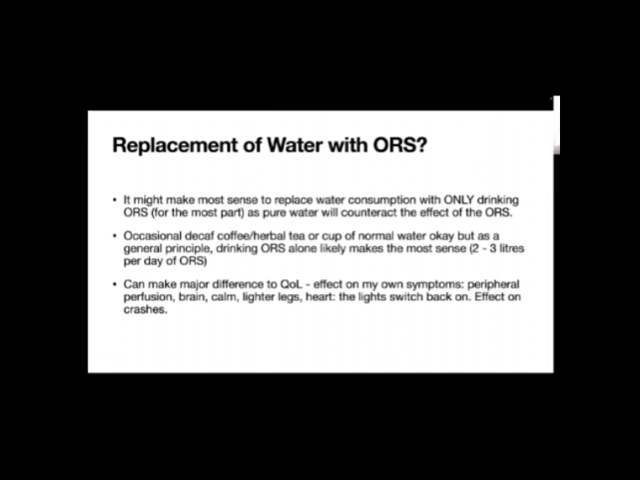 Replacement of Water with ORS?
• It might make most sense to replace water consumption with ONLY drinking
ORS (for the most part) as pure water will counteract the effect of the ORS.
• Occasional decaf coffee/herbal tea or cup of normal water okay but as a
general principle, drinking ORS alone likely makes the most sense (2 - 3 litres
per day of ORS)
• Can make major difference to QoL - effect on my own symptoms: peripheral
perfusion, brain, calm, lighter legs, heart: the lights switch back on. Effect on
crashes.